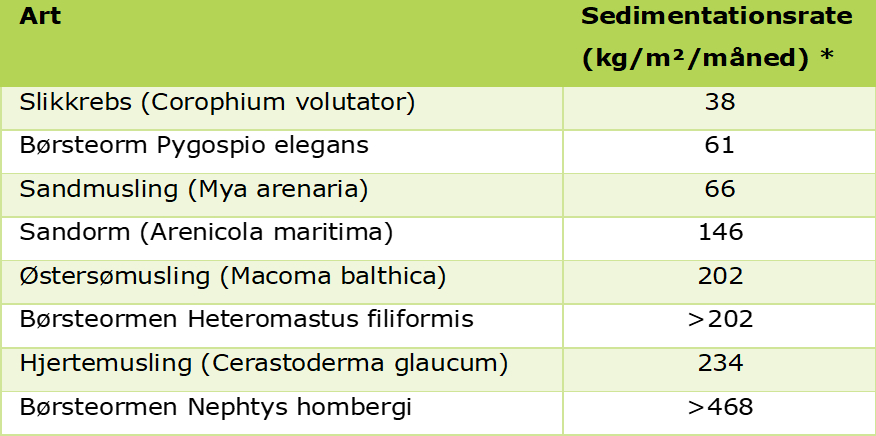 Art
Sedimentationsrate
(kg/m²/måned) *
Slikkrebs (Corophium volutator) 38
Børsteorm Pygospio elegans 61
Sandmusling (Mya arenaria) 66
Sandorm (Arenicola maritima) 146
Østersømusling (Macoma balthica) 202
Børsteormen Heteromastus filiformis >202
Hjertemusling (Cerastoderma glaucum) 234
Børsteormen Nephtys hombergi >468